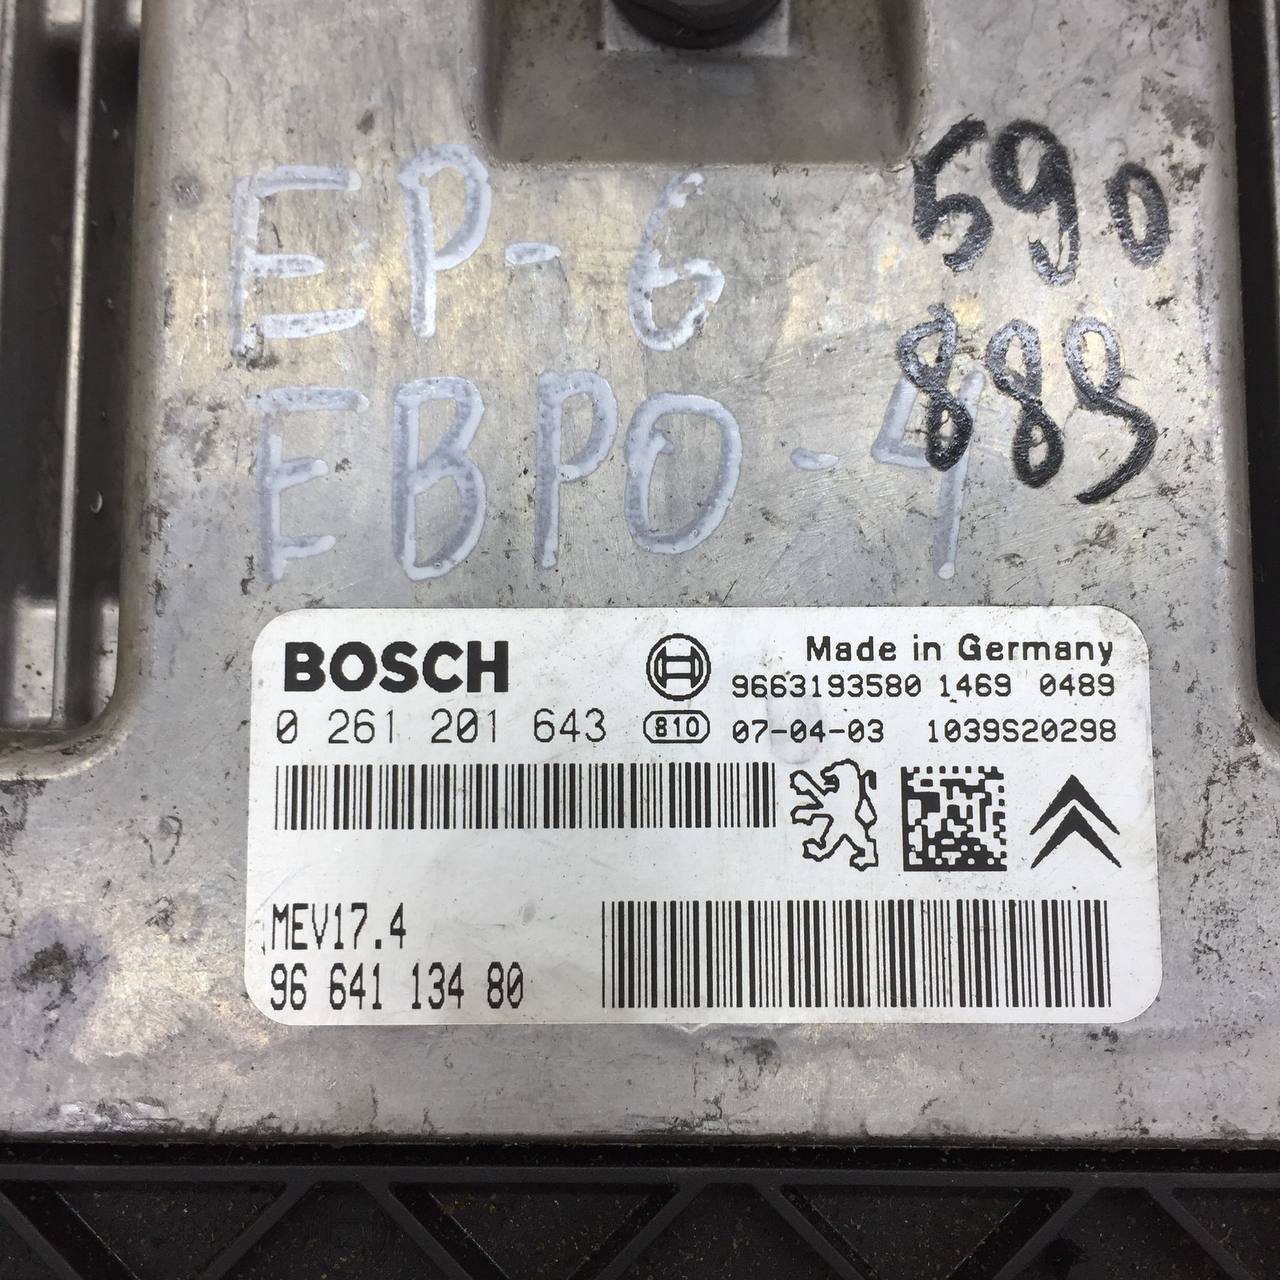 EP-6
590
EBPO-4
889
BOSCH
Made in Germany
9663193580 1469 0489
0 261 201 643
810
07-04-03 1039S20298
MEV17.4
96 641 134 80